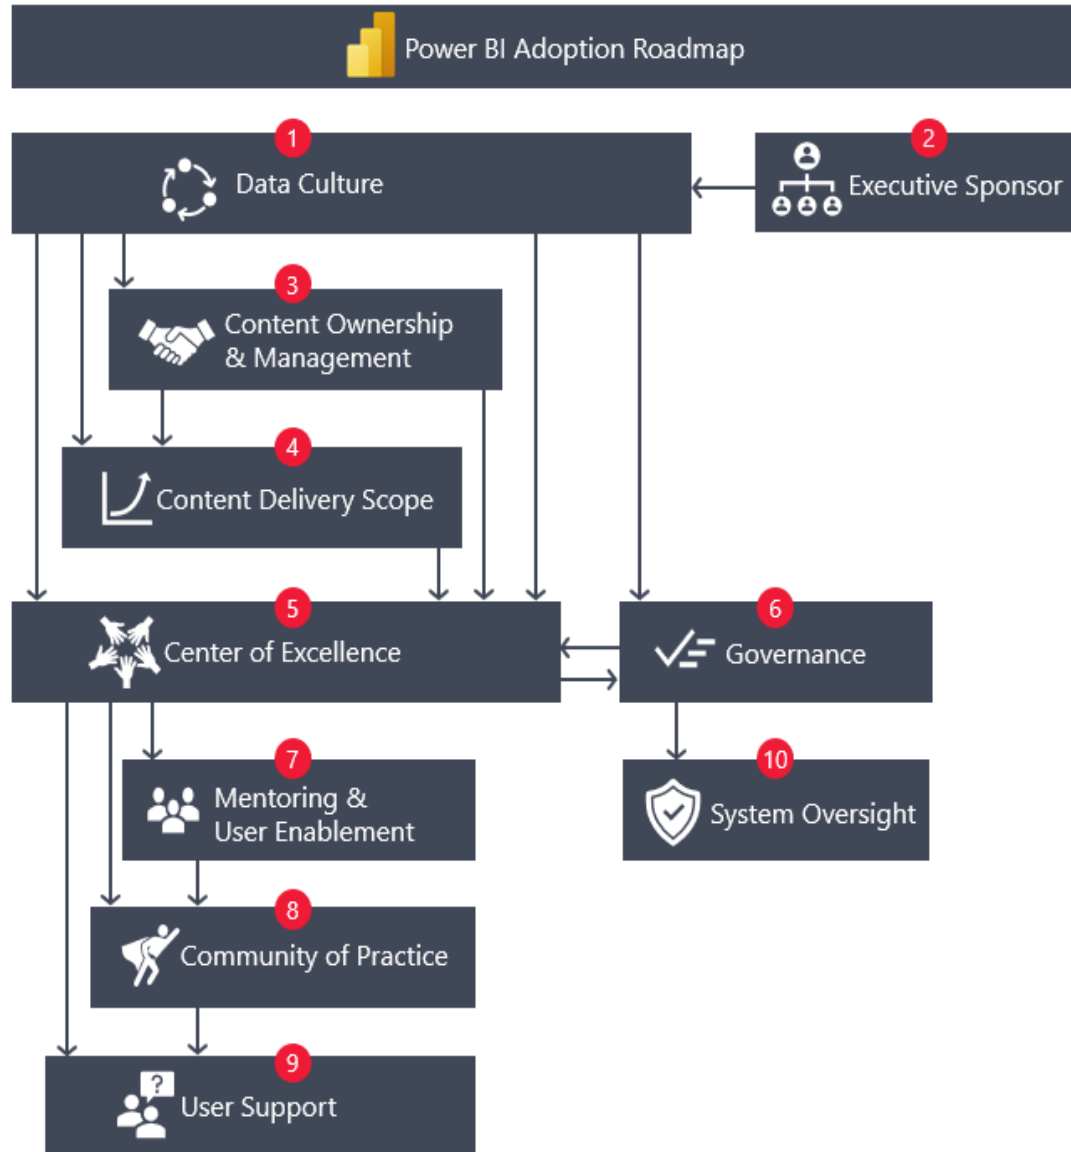 Power BI Adoption Roadmap
1
Data Culture
2
Executive Sponsor
3
Content Ownership
& Management
4
Content Delivery Scope
5
Center of Excellence
6
Governance
7
Mentoring &
User Enablement
10
System Oversight
8
Community of Practice
9
?
User Support